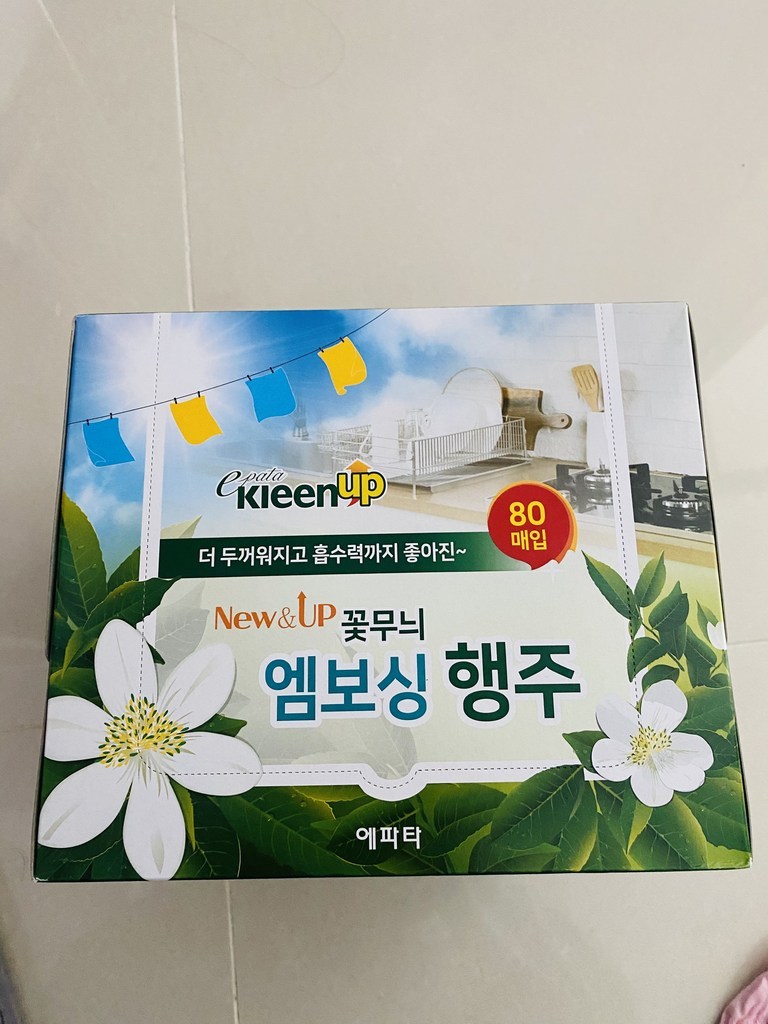 epata
Kleenup
80
매입
더 두꺼워지고 흡수력까지 좋아진~
New&UP 꽃무늬
엠보싱 행주
에파타